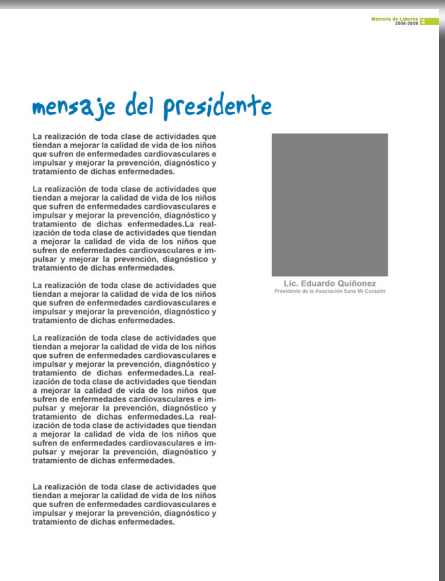 Memoria de Labores
2008-2009 2
mensaje del presidente
La realización de toda clase de actividades que
tiendan a mejorar la calidad de vida de los niños
que sufren de enfermedades cardiovasculares e
impulsar y mejorar la prevención, diagnóstico y
tratamiento de dichas enfermedades.
La realización de toda clase de actividades que
tiendan a mejorar la calidad de vida de los niños
que sufren de enfermedades cardiovasculares e
impulsar y mejorar la prevención, diagnóstico y
tratamiento de dichas enfermedades.La real-
ización de toda clase de actividades que tiendan
a mejorar la calidad de vida de los niños que
sufren de enfermedades cardiovasculares e im-
pulsar y mejorar la prevención, diagnóstico y
tratamiento de dichas enfermedades.
La realización de toda clase de actividades que
tiendan a mejorar la calidad de vida de los niños
que sufren de enfermedades cardiovasculares e
impulsar y mejorar la prevención, diagnóstico y
tratamiento de dichas enfermedades.
La realización de toda clase de actividades que
tiendan a mejorar la calidad de vida de los niños
que sufren de enfermedades cardiovasculares e
impulsar y mejorar la prevención, diagnóstico y
tratamiento de dichas enfermedades.La real-
ización de toda clase de actividades que tiendan
a mejorar la calidad de vida de los niños que
sufren de enfermedades cardiovasculares e im-
pulsar y mejorar la prevención, diagnóstico y
tratamiento de dichas enfermedades.La real-
ización de toda clase de actividades que tiendan
a mejorar la calidad de vida de los niños que
sufren de enfermedades cardiovasculares e im-
pulsar y mejorar la prevención, diagnóstico y
tratamiento de dichas enfermedades.
La realización de toda clase de actividades que
tiendan a mejorar la calidad de vida de los niños
que sufren de enfermedades cardiovasculares e
impulsar y mejorar la prevención, diagnóstico y
tratamiento de dichas enfermedades.
Lic. Eduardo Quiñonez
Presidente de la Asociación Sana Mi Corazón